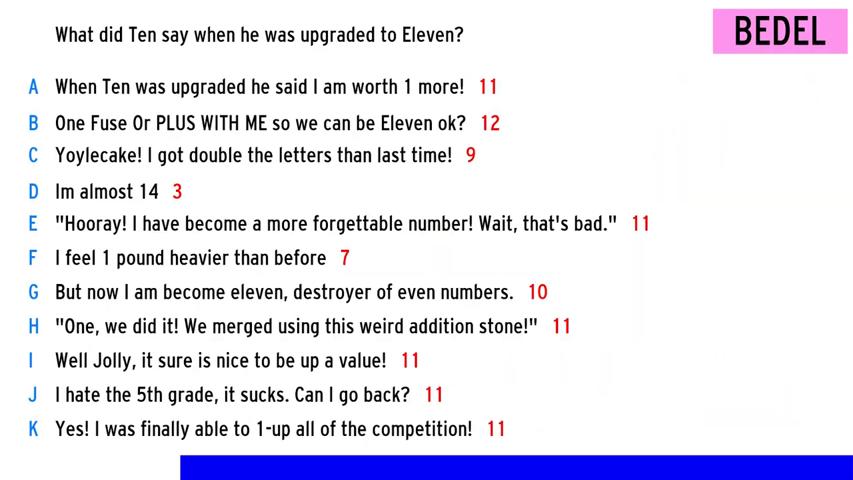 What did Ten say when he was upgraded to Eleven?
BEDEL
A When Ten was upgraded he said I am worth 1 more! 11
B One Fuse Or PLUS WITH ME so we can be Eleven ok? 12
C Yoylecake! I got double the letters than last time! 9
D Im almost 14 3
E "Hooray! I have become a more forgettable number! Wait, that's bad." 11
F I feel 1 pound heavier than before 7
G But now I am become eleven, destroyer of even numbers. 10
H "One, we did it! We merged using this weird addition stone!" 11
I Well Jolly, it sure is nice to be up a value! 11
J I hate the 5th grade, it sucks. Can I go back? 11
K Yes! I was finally able to 1-up all of the competition! 11